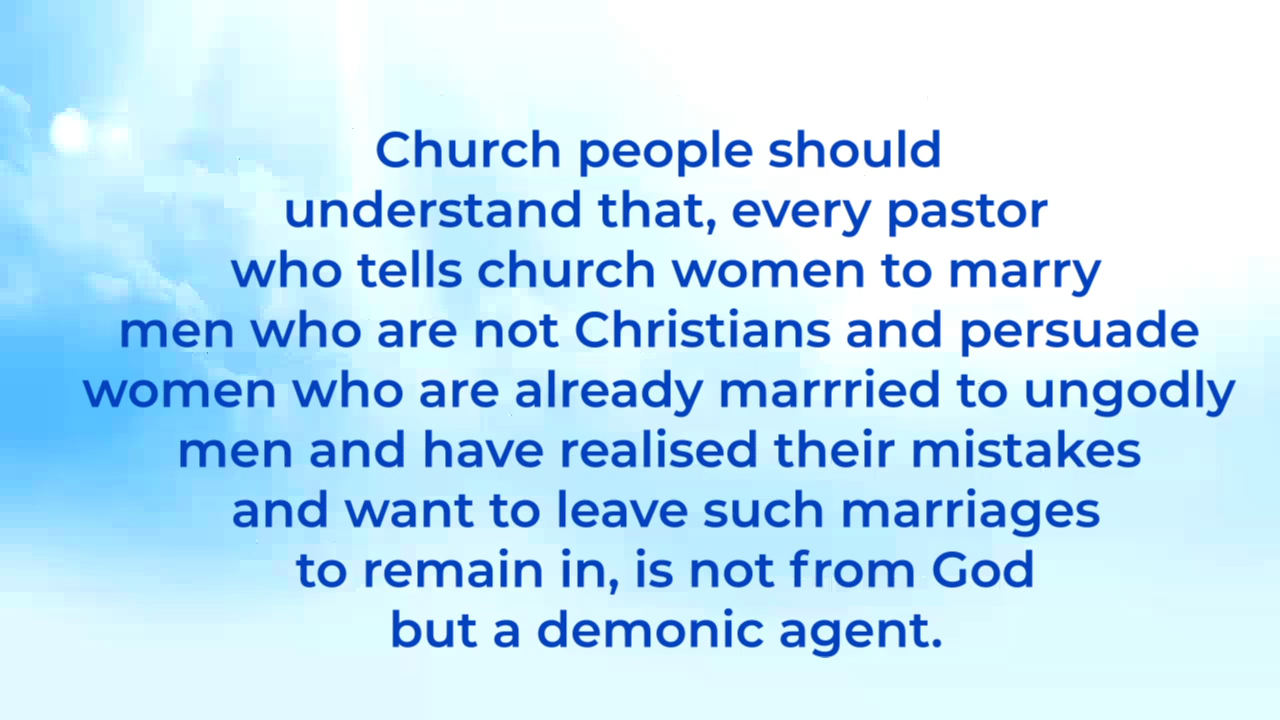 Church people should
understand that, every pastor
who tells church women to marry
men who are not Christians and persuade
women who are already marrried to ungodly
men and have realised their mistakes
and want to leave such marriages
to remain in, is not from God
but a demonic agent.